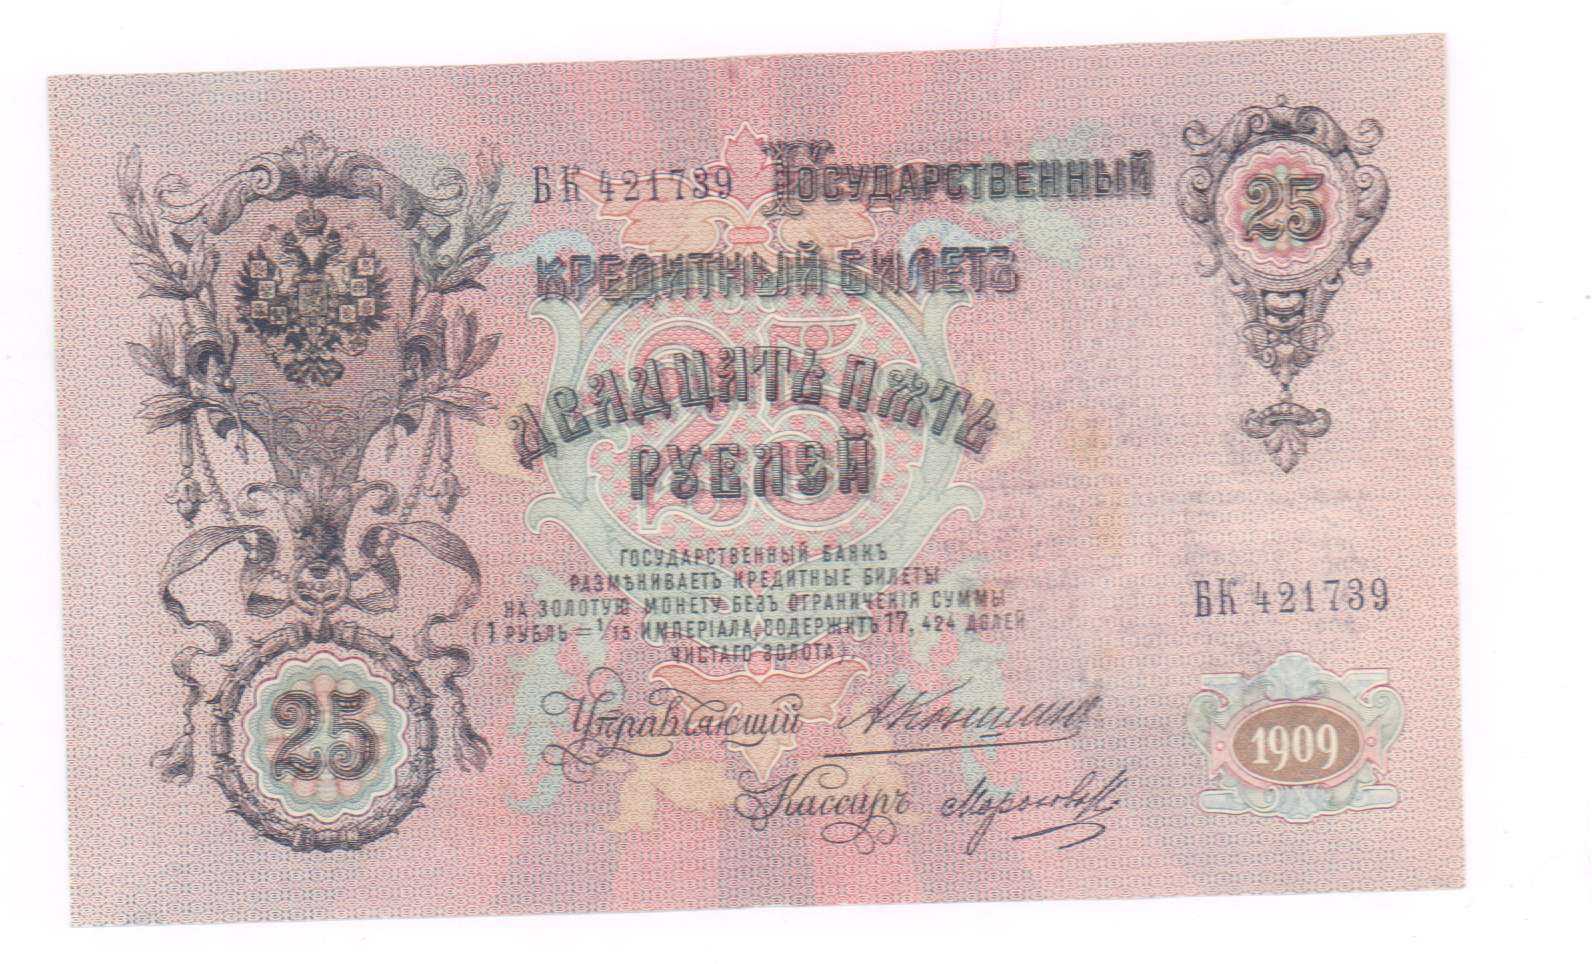 БК 421739 ГОСУДАРСТВЕННЫЙ
КРЕДИТНЫЙ БИЛЕТЪ
25
25
ДВАДЦАТЬ ПЯТЬ
РУБЛЕЙ
ГОСУДАРСТВЕННЫЙ БАНКЪ
РАЗМѢНИВАЕТЪ КРЕДИТНЫЕ БИЛЕТЫ
НА ЗОЛОТУЮ МОНЕТУ БЕЗЪ ОГРАНИЧЕНІЯ СУММЫ
(1 РУБЛЬ = 1/15 ИМПЕРІАЛА, СОДЕРЖИТЪ 17,424 ДОЛЕЙ
ЧИСТАГО ЗОЛОТА).
БК 421739
25
Управляющій АКоншинъ
1909
Кассиръ